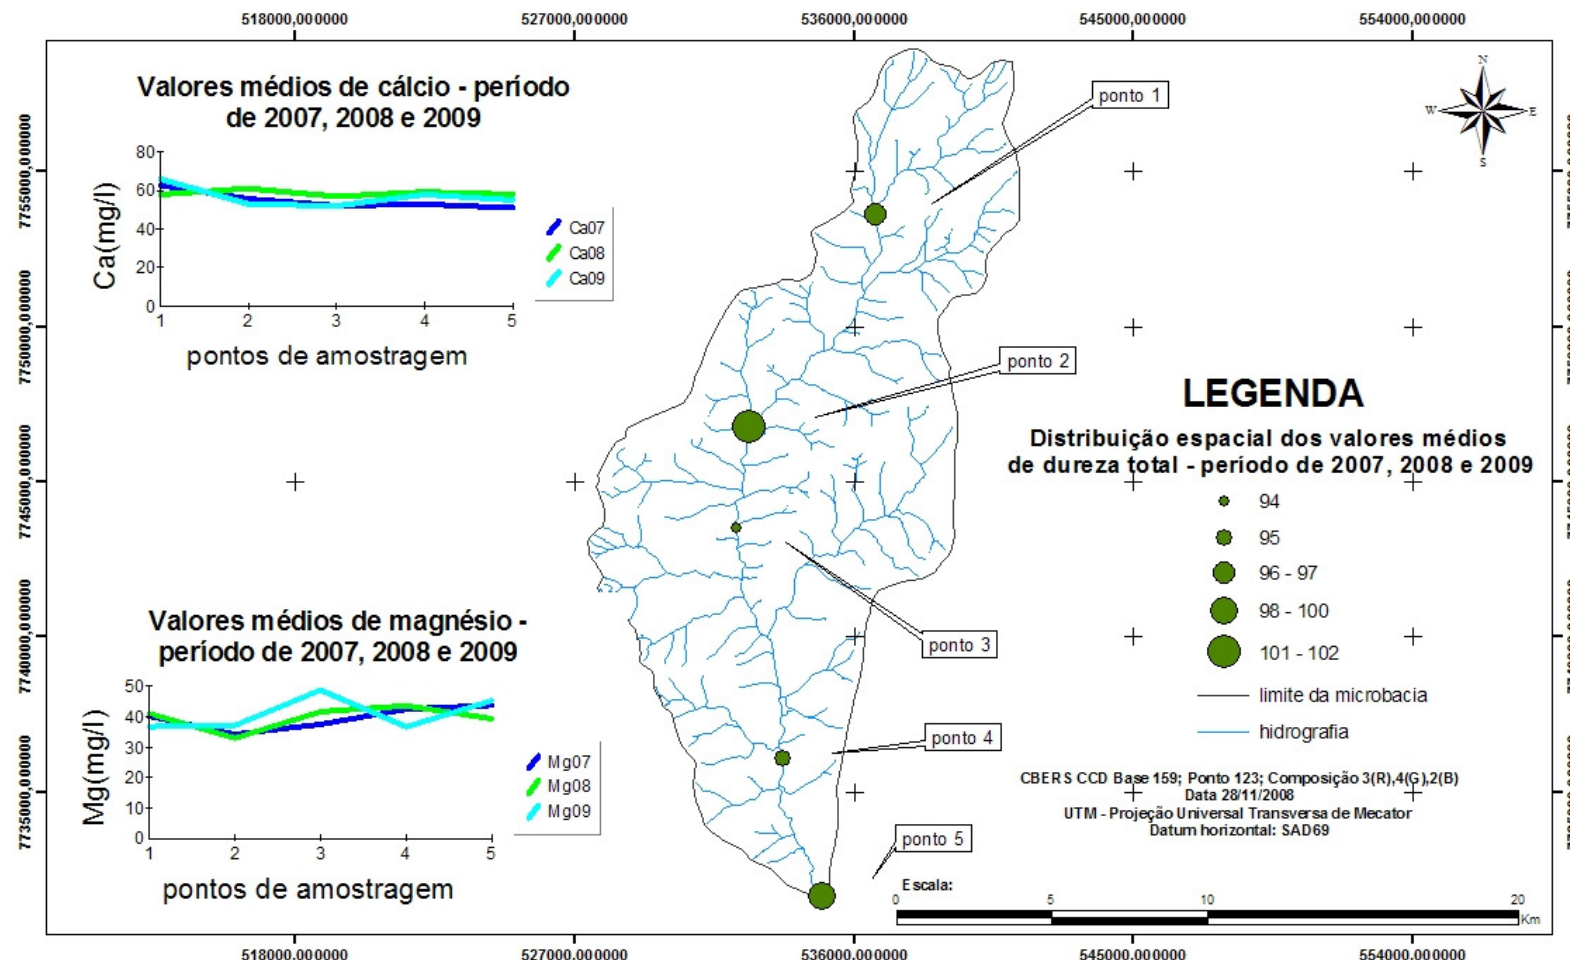 518000,000000
527000,000000
536000,000000
545000,000000
554000,000000
N
W
E
S
Valores médios de cálcio - período
de 2007, 2008 e 2009
80
60
40
20
0
Ca(mg/l)
1 2 3 4 5
pontos de amostragem
Ca07
Ca08
Ca09
ponto 1
ponto 2
ponto 3
ponto 4
ponto 5
7755000,000000
7750000,000000
7745000,000000
7740000,000000
7735000,000000
Valores médios de magnésio -
período de 2007, 2008 e 2009
50
40
30
20
10
0
Mg(mg/l)
1 2 3 4 5
pontos de amostragem
Mg07
Mg08
Mg09
LEGENDA
Distribuição espacial dos valores médios
de dureza total - período de 2007, 2008 e 2009
94
95
96 - 97
98 - 100
101 - 102
limite da microbacia
hidrografia
CBERS CCD Base 159; Ponto 123; Composição 3(R),4(G),2(B)
Data 28/11/2008
UTM - Projeção Universal Transversa de Mecator
Datum horizontal: SAD69
Escala:
0 5 10 20
Km
518000,000000
527000,000000
536000,000000
545000,000000
554000,000000